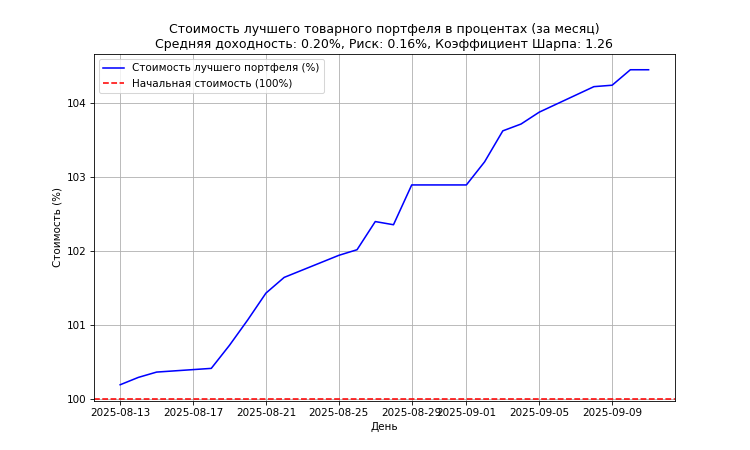 Стоимость лучшего товарного портфеля в процентах (за месяц)
Средняя доходность: 0.20%, Риск: 0.16%, Коэффициент Шарпа: 1.26
Стоимость лучшего портфеля (%)
Начальная стоимость (100%)
Стоимость (%)
104
103
102
101
100
2025-08-13 2025-08-17 2025-08-21 2025-08-25 2025-08-29 2025-09-01 2025-09-05 2025-09-09
День